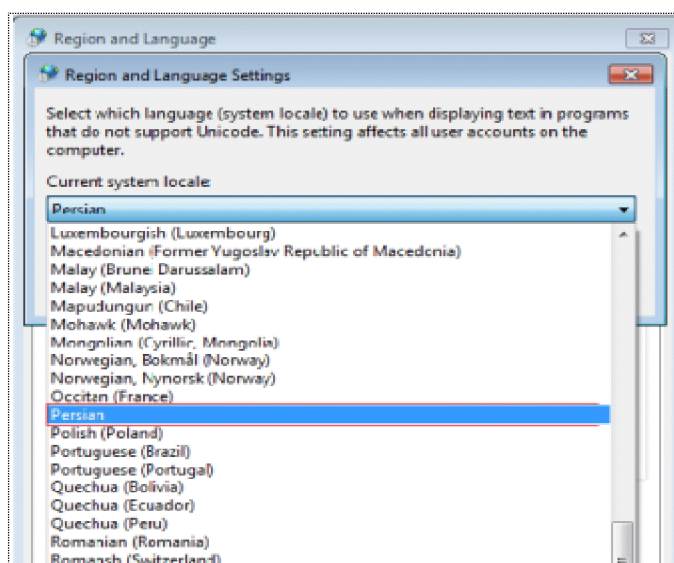 Region and Language
Region and Language Settings
Select which language (system locale) to use when displaying text in programs
that do not support Unicode. This setting affects all user accounts on the
computer.
Current system locale:
Persian
Luxembourgish (Luxembourg)
Macedonian (Former Yugoslav Republic of Macedonia)
Malay (Brunei Darussalam)
Malay (Malaysia)
Mapudungun (Chile)
Mohawk (Mohawk)
Mongolian (Cyrillic, Mongolia)
Norwegian, Bokmål (Norway)
Norwegian, Nynorsk (Norway)
Occitan (France)
Persian
Polish (Poland)
Portuguese (Brazil)
Portuguese (Portugal)
Quechua (Bolivia)
Quechua (Ecuador)
Quechua (Peru)
Romanian (Romania)
Romansh (Switzerland)